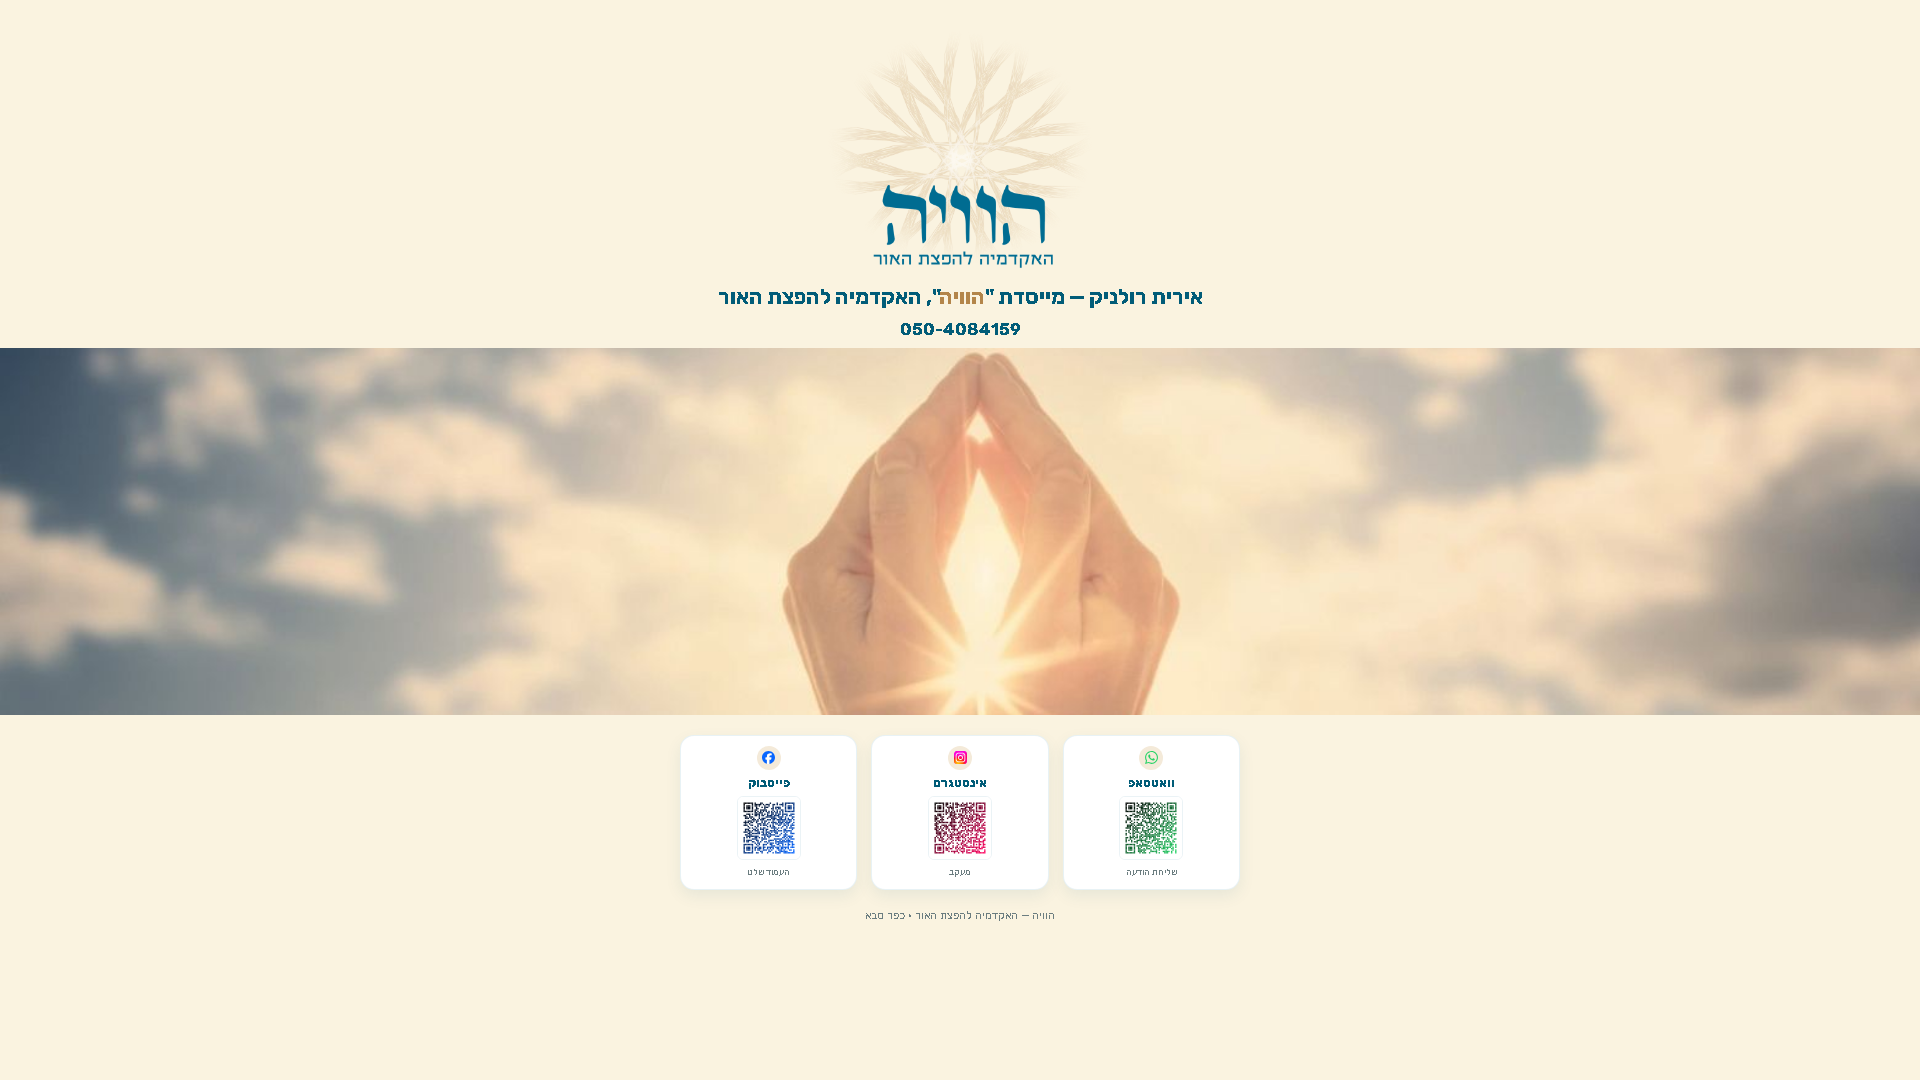 הוויה
האקדמיה להפצת האור
אירית רולניק – מייסדת "הוויה", האקדמיה להפצת האור
050-4084159
וואטסאפ
שליחת הודעה
אינסטגרם
מעקב
פייסבוק
העמוד שלנו
הוויה – האקדמיה להפצת האור • כפר סבא